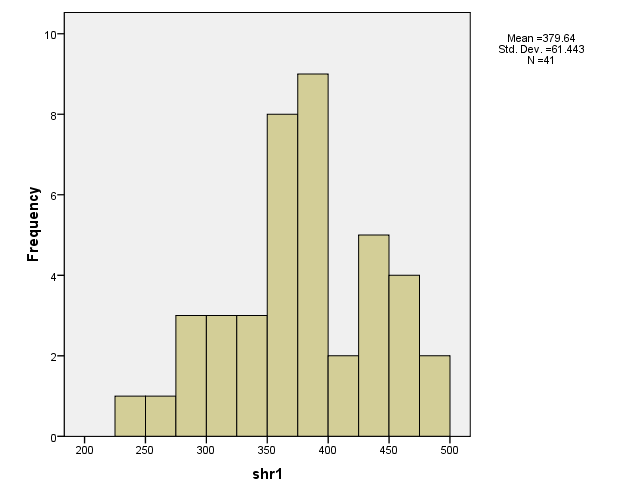 Mean =379.64
Std. Dev. =61.443
N =41
Frequency
10
8
6
4
2
0
200 250 300 350 400 450 500
shr1